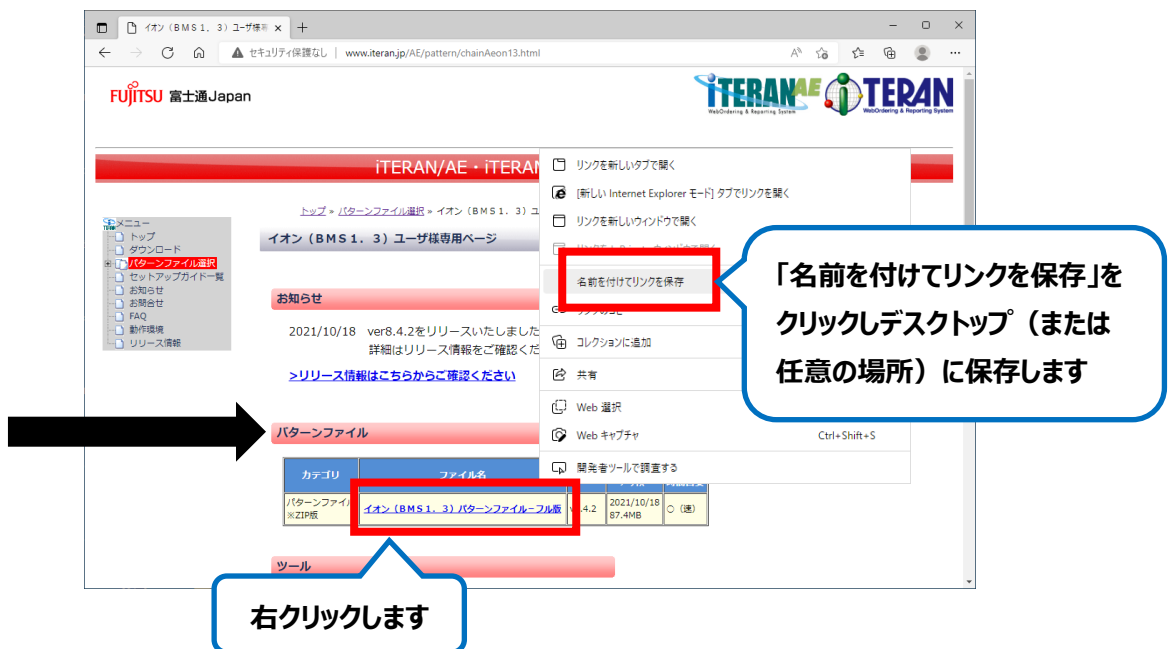 イオン（BMS１．３）ユーザ様専
セキュリティ保護なし | www.iteran.jp/AE/pattern/chainAeon13.html
FUJITSU 富士通Japan
iTERANAE iTERAN
WebOrdering & Reporting System
WebOrdering & Reporting System
iTERAN/AE・iTERAN
メニュー
トップ
ダウンロード
パターンファイル選択
セットアップガイド一覧
お知らせ
お問合せ
FAQ
動作環境
リリース情報
トップ » パターンファイル選択 » イオン（BMS１．３）ユ
イオン（BMS１．３）ユーザ様専用ページ
お知らせ
2021/10/18 ver8.4.2をリリースいたしました
詳細はリリース情報をご確認くだ
>リリース情報はこちらからご確認ください
パターンファイル
カテゴリ ファイル名
パターンファイル
※ZIP版
イオン（BMS１．３）パターンファイル−フル版
.4.2
2021/10/18
87.4MB
○（速）
ツール
リンクを新しいタブで開く
[新しい Internet Explorer モード] タブでリンクを開く
リンクを新しいウィンドウで開く
名前を付けてリンクを保存
リンクのコピー
コレクションに追加
共有
Web 選択
Web キャプチャ Ctrl+Shift+S
開発者ツールで調査する
「名前を付けてリンクを保存」を
クリックしデスクトップ（または
任意の場所）に保存します
右クリックします